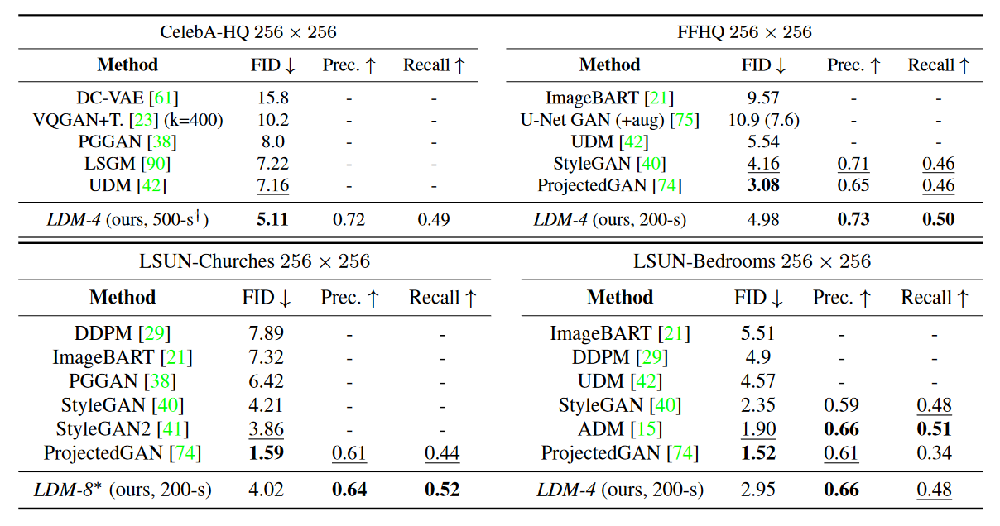 CelebA-HQ 256 × 256
Method FID ↓ Prec. ↑ Recall ↑
DC-VAE [61] 15.8 - -
VQGAN+T. [23] (k=400) 10.2 - -
PGGAN [38] 8.0 - -
LSGM [90] 7.22 - -
UDM [42] 7.16 - -
LDM-4 (ours, 500-s†) 5.11 0.72 0.49
FFHQ 256 × 256
Method FID ↓ Prec. ↑ Recall ↑
ImageBART [21] 9.57 - -
U-Net GAN (+aug) [75] 10.9 (7.6) - -
UDM [42] 5.54 - -
StyleGAN [40] 4.16 0.71 0.46
ProjectedGAN [74] 3.08 0.65 0.46
LDM-4 (ours, 200-s) 4.98 0.73 0.50
LSUN-Churches 256 × 256
Method FID ↓ Prec. ↑ Recall ↑
DDPM [29] 7.89 - -
ImageBART [21] 7.32 - -
PGGAN [38] 6.42 - -
StyleGAN [40] 4.21 - -
StyleGAN2 [41] 3.86 - -
ProjectedGAN [74] 1.59 0.61 0.44
LDM-8* (ours, 200-s) 4.02 0.64 0.52
LSUN-Bedrooms 256 × 256
Method FID ↓ Prec. ↑ Recall ↑
ImageBART [21] 5.51 - -
DDPM [29] 4.9 - -
UDM [42] 4.57 - -
StyleGAN [40] 2.35 0.59 0.48
ADM [15] 1.90 0.66 0.51
ProjectedGAN [74] 1.52 0.61 0.34
LDM-4 (ours, 200-s) 2.95 0.66 0.48